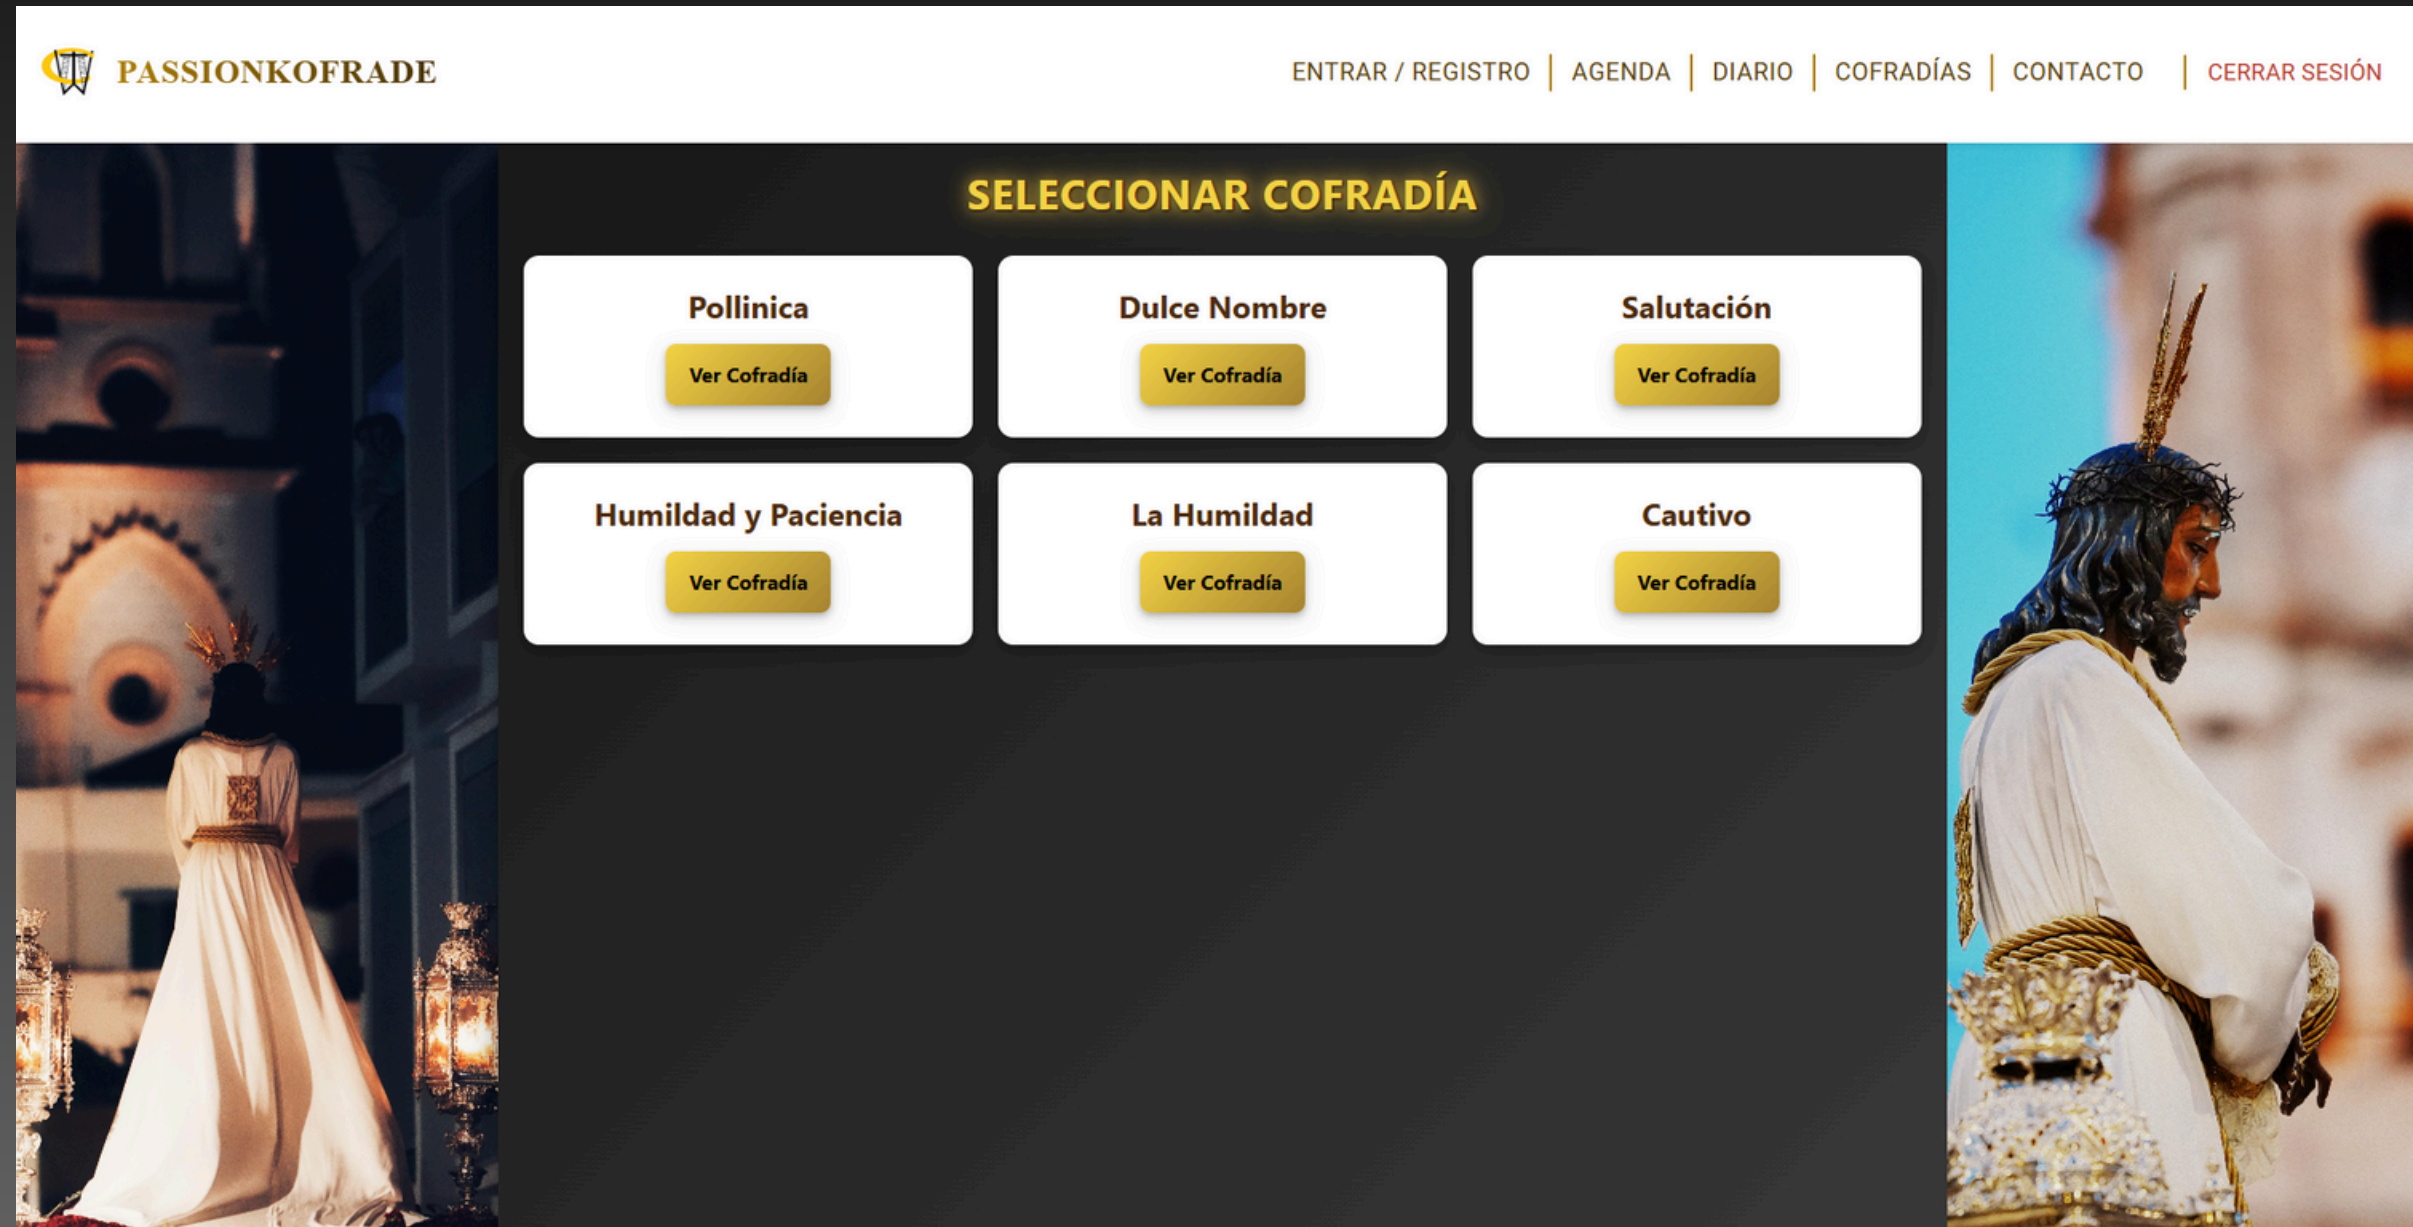 PASSIONKOFRADE
ENTRAR / REGISTRO
AGENDA
DIARIO
COFRADÍAS
CONTACTO
CERRAR SESIÓN
SELECCIONAR COFRADÍA
Pollinica
Ver Cofradía
Dulce Nombre
Ver Cofradía
Salutación
Ver Cofradía
Humildad y Paciencia
Ver Cofradía
La Humildad
Ver Cofradía
Cautivo
Ver Cofradía